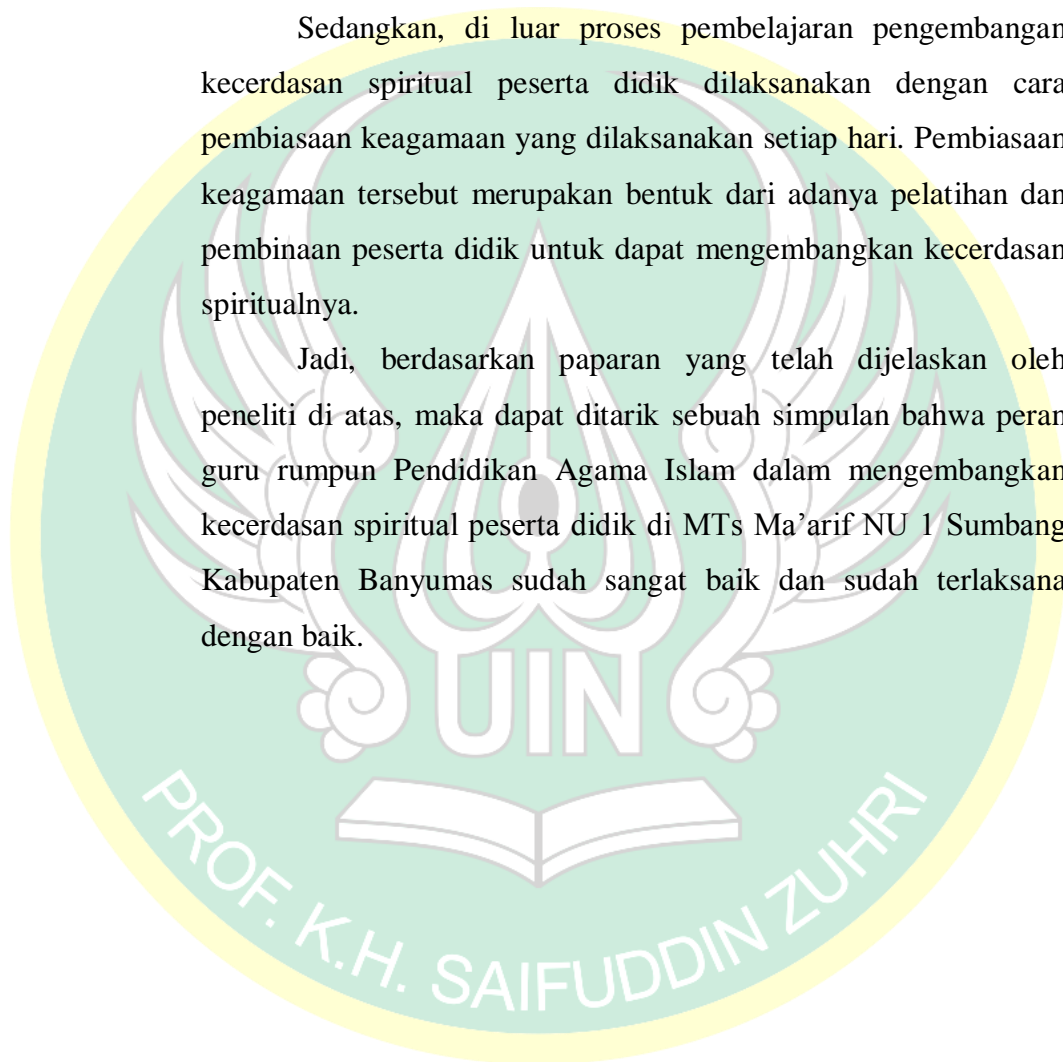 Sedangkan, di luar proses pembelajaran pengembangan
kecerdasan spiritual peserta didik dilaksanakan dengan cara
pembiasaan keagamaan yang dilaksanakan setiap hari. Pembiasaan
keagamaan tersebut merupakan bentuk dari adanya pelatihan dan
pembinaan peserta didik untuk dapat mengembangkan kecerdasan
spiritualnya.
Jadi, berdasarkan paparan yang telah dijelaskan oleh
peneliti di atas, maka dapat ditarik sebuah simpulan bahwa peran
guru rumpun Pendidikan Agama Islam dalam mengembangkan
kecerdasan spiritual peserta didik di MTs Ma’arif NU 1 Sumbang
Kabupaten Banyumas sudah sangat baik dan sudah terlaksana
dengan baik.
UIN
PROF. K.H. SAIFUDDIN ZUHRI